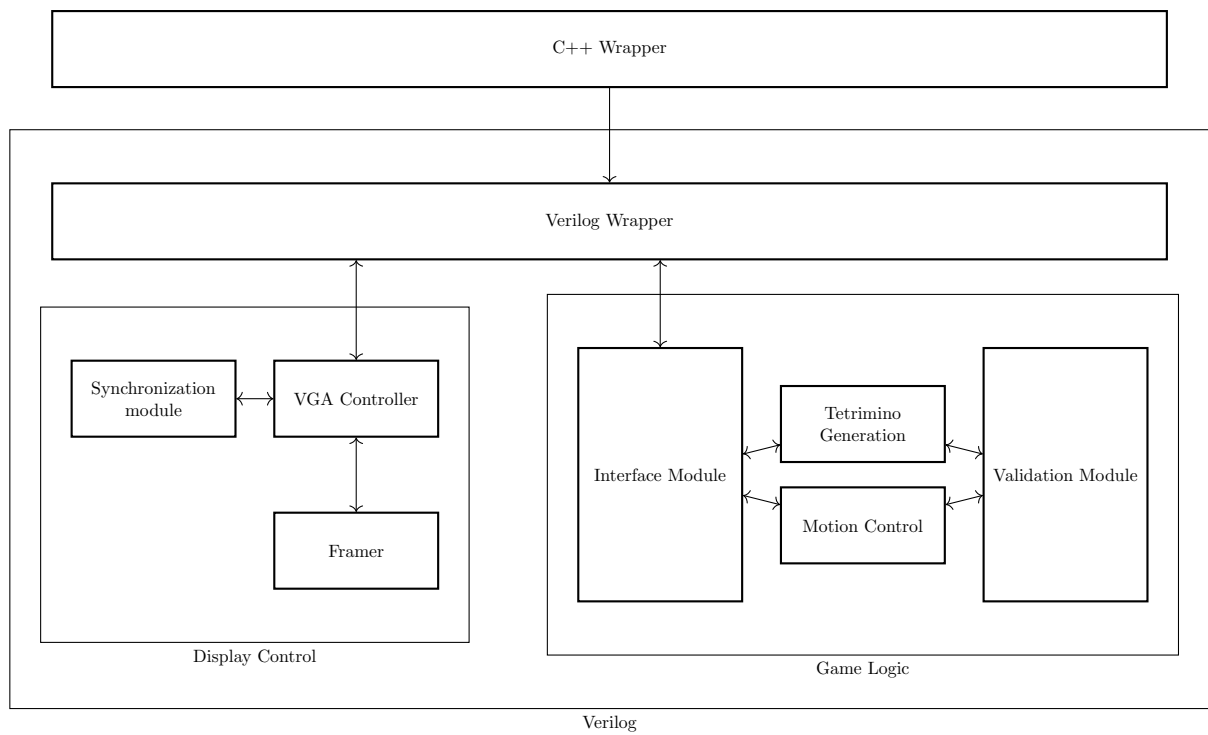 C++ Wrapper
Verilog Wrapper
Synchronization
module
VGA Controller
Framer
Display Control
Interface Module
Tetrimino
Generation
Motion Control
Validation Module
Game Logic
Verilog